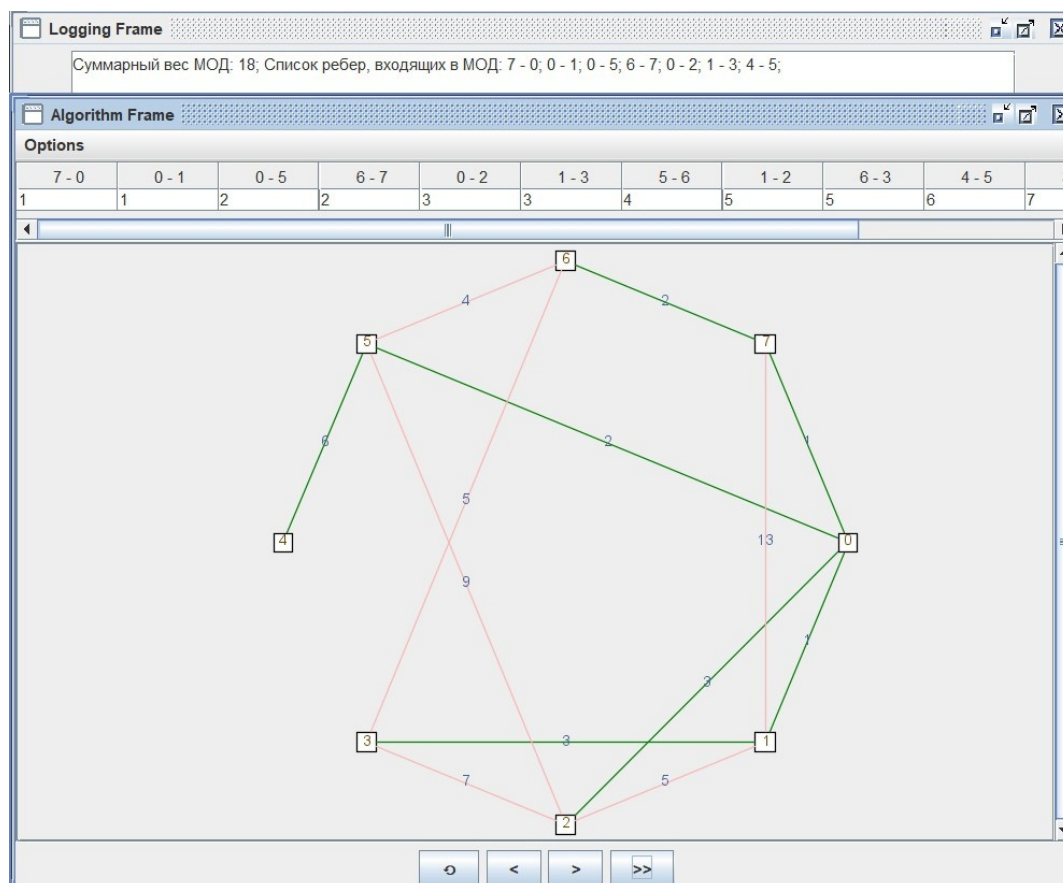 Logging Frame
Суммарный вес МОД: 18; Список ребер, входящих в МОД: 7 - 0; 0 - 1; 0 - 5; 6 - 7; 0 - 2; 1 - 3; 4 - 5;
Algorithm Frame
Options
7 - 0 0 - 1 0 - 5 6 - 7 0 - 2 1 - 3 5 - 6 1 - 2 6 - 3 4 - 5
1 1 2 2 3 3 4 5 5 6 7
6
4 2
5 7
6 2 1
5
4 13 0
9
1
3
3 3 1
7 5
2
< > >>